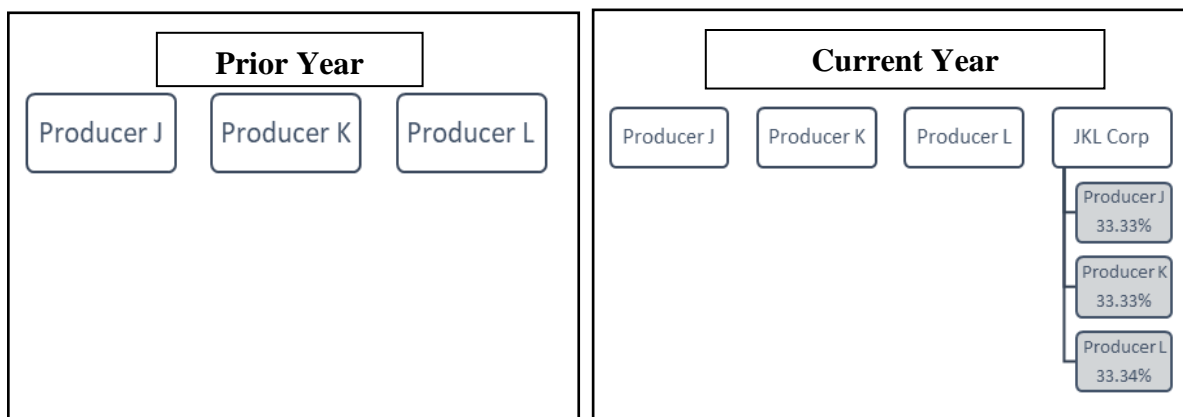 Prior Year
Producer J
Producer K
Producer L
Current Year
Producer J
Producer K
Producer L
JKL Corp
Producer J
33.33%
Producer K
33.33%
Producer L
33.34%